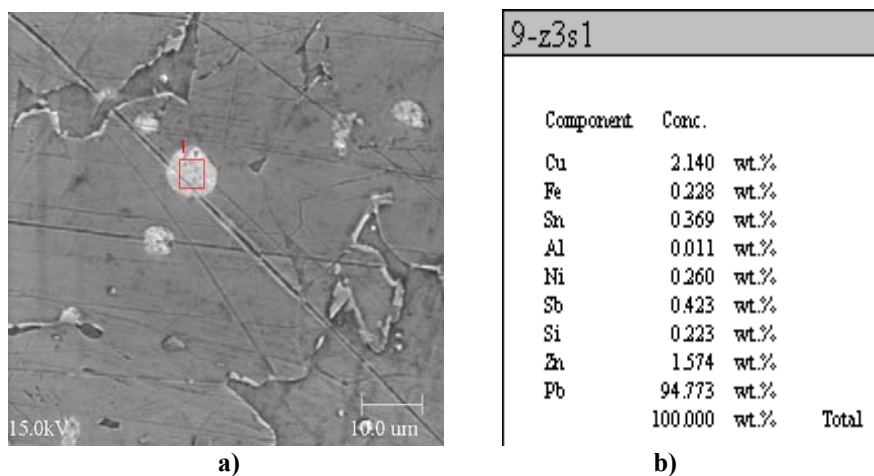 1
15.0kV
10.0 um
a)
9-z3s1
Component Conc.
Cu 2.140 wt.%
Fe 0.228 wt.%
Sn 0.369 wt.%
Al 0.011 wt.%
Ni 0.260 wt.%
Sb 0.423 wt.%
Si 0.223 wt.%
Zn 1.574 wt.%
Pb 94.773 wt.%
100.000 wt.% Total
b)